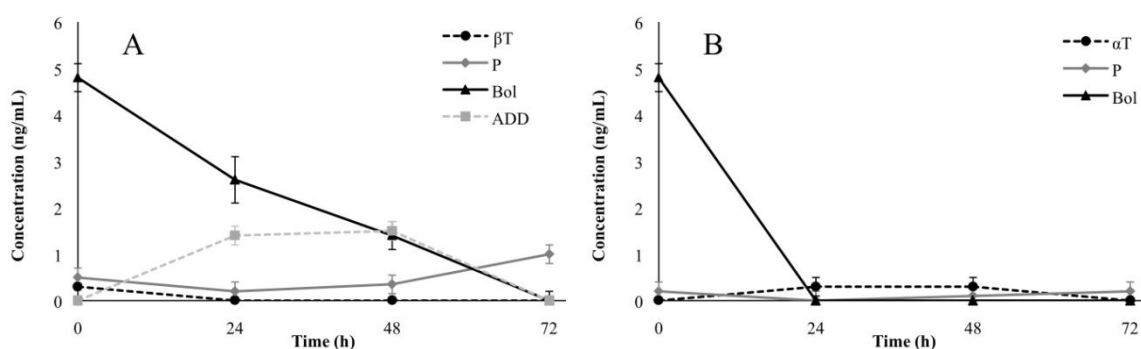 A
βT
P
Bol
ADD
Concentration (ng/mL)
6
5
4
3
2
1
0
0 24 48 72
Time (h)
B
αT
P
Bol
Concentration (ng/mL)
6
5
4
3
2
1
0
0 24 48 72
Time (h)